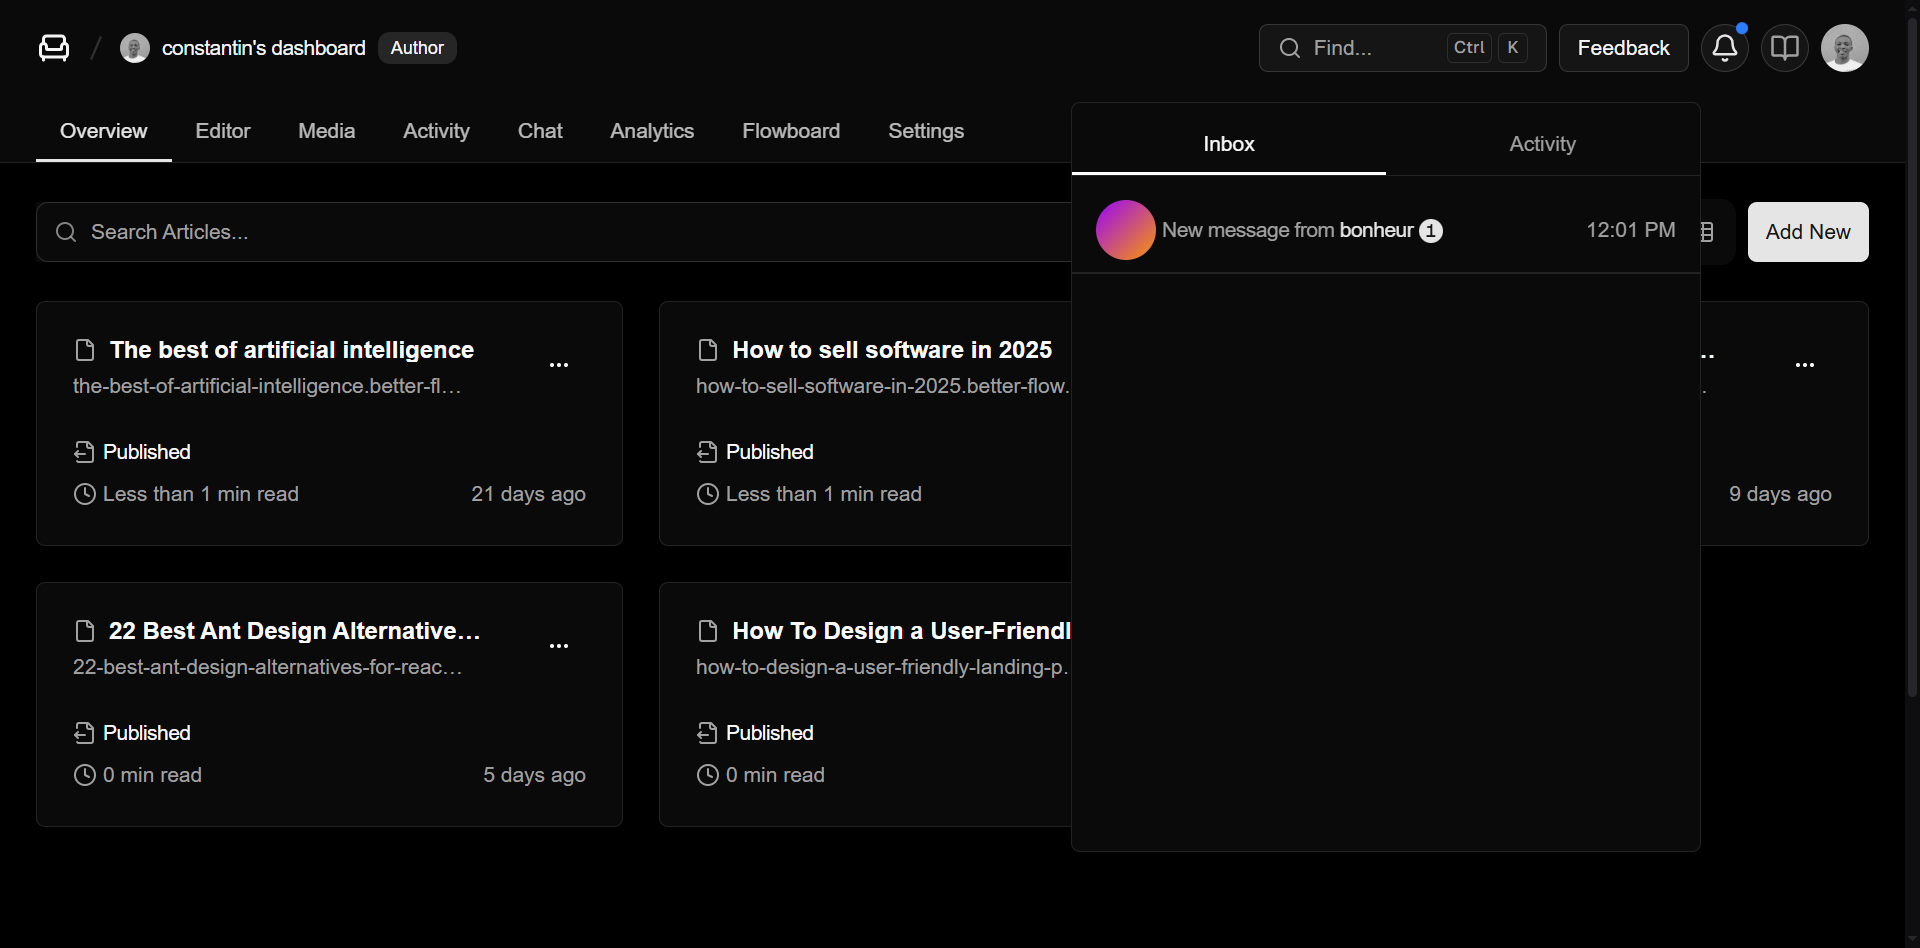 constantin's dashboard Author
Find... Ctrl K Feedback
Overview Editor Media Activity Chat Analytics Flowboard Settings
Inbox Activity
New message from bonheur 1 12:01 PM
Search Articles...
Add New
The best of artificial intelligence
the-best-of-artificial-intelligence.better-fl...
Published
Less than 1 min read 21 days ago
How to sell software in 2025
how-to-sell-software-in-2025.better-flow.
Published
Less than 1 min read
9 days ago
22 Best Ant Design Alternative...
22-best-ant-design-alternatives-for-reac...
Published
0 min read 5 days ago
How To Design a User-Friendl
how-to-design-a-user-friendly-landing-p.
Published
0 min read